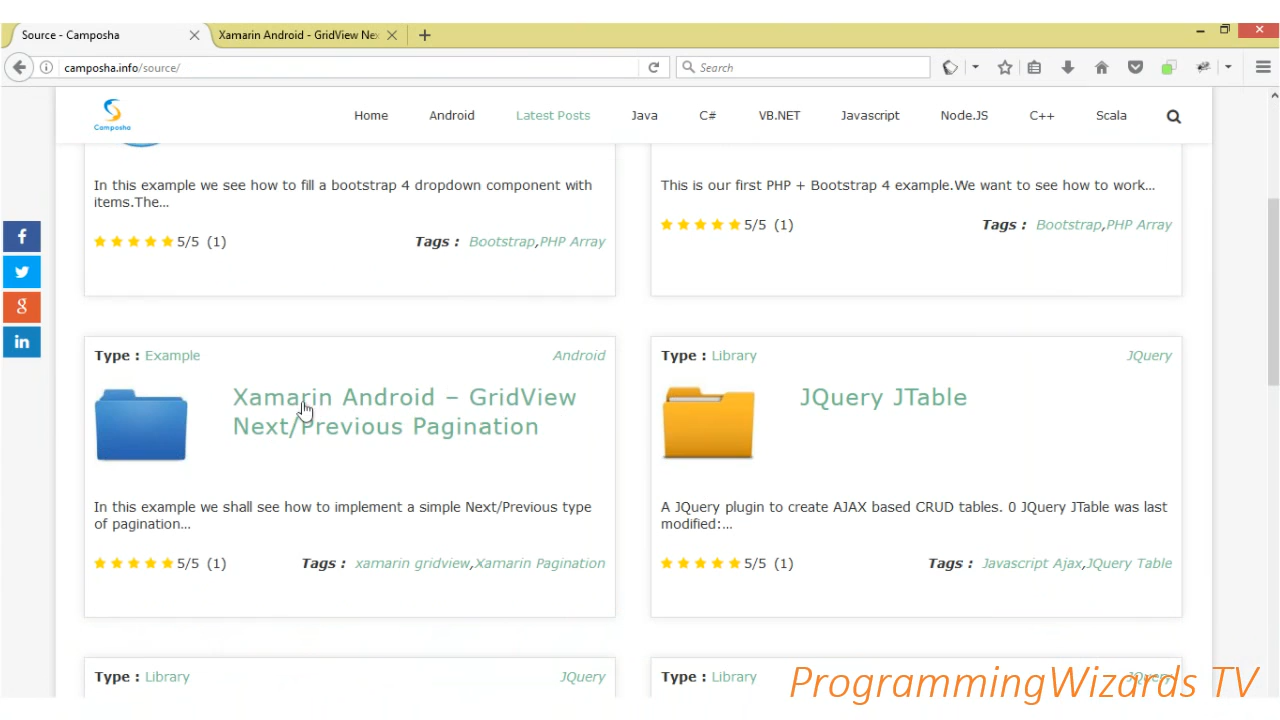 Source - Camposha
Xamarin Android - GridView Nex
camposha.info/source/
Search
Camposha
Home
Android
Latest Posts
Java
C#
VB.NET
Javascript
Node.JS
C++
Scala
In this example we see how to fill a bootstrap 4 dropdown component with
items.The...
5/5 (1)
Tags : Bootstrap,PHP Array
This is our first PHP + Bootstrap 4 example.We want to see how to work...
5/5 (1)
Tags : Bootstrap,PHP Array
f
g
in
Type : Example
Android
Xamarin Android – GridView
Next/Previous Pagination
In this example we shall see how to implement a simple Next/Previous type
of pagination...
5/5 (1)
Tags : xamarin gridview,Xamarin Pagination
Type : Library
JQuery
JQuery JTable
A JQuery plugin to create AJAX based CRUD tables. 0 JQuery JTable was last
modified:...
5/5 (1)
Tags : Javascript Ajax,JQuery Table
Type : Library
JQuery
Type : Library
JQuery
ProgrammingWizards TV